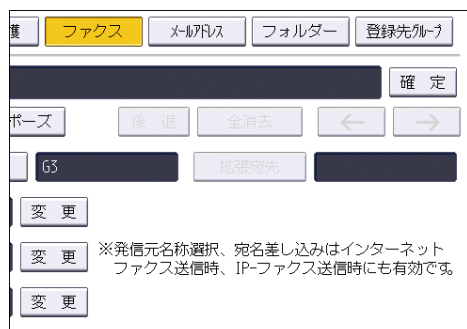 護 ファクス メールアドレス フォルダー 登録先グループ
確 定
ポーズ 後 退 全消去 ← →
G3 拡張宛先
変 更
変 更 ※発信元名称選択、宛名差し込みはインターネット
ファクス送信時、IP-ファクス送信時にも有効です。
変 更